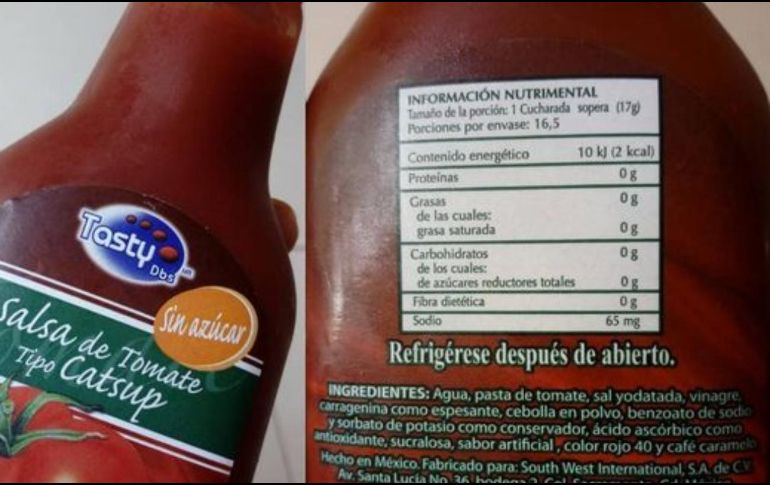 Tasty
Dbs
Sin azúcar
Salsa de Tomate
Tipo Catsup
INFORMACIÓN NUTRIMENTAL
Tamaño de la porción: 1 Cucharada sopera (17g)
Porciones por envase: 16,5
Contenido energético 10 kJ (2 kcal)
Proteínas 0 g
Grasas 0 g
de las cuales:
grasa saturada 0 g
Carbohidratos 0 g
de los cuales:
de azúcares reductores totales 0 g
Fibra dietética 0 g
Sodio 65 mg
Refrigérese después de abierto.
INGREDIENTES: Agua, pasta de tomate, sal yodatada, vinagre,
carragenina como espesante, cebolla en polvo, benzoato de sodio
y sorbato de potasio como conservador, ácido ascórbico como
antioxidante, sucralosa, sabor artificial, color rojo 40 y café caramelo
Hecho en México. Fabricado para: South West International, S.A. de C.V.
Av. Santa Lucía No. 36, bodega 2, Col.